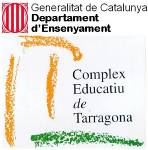 Generalitat de Catalunya
Departament
d'Ensenyament
Complex
Educatiu
de
Tarragona